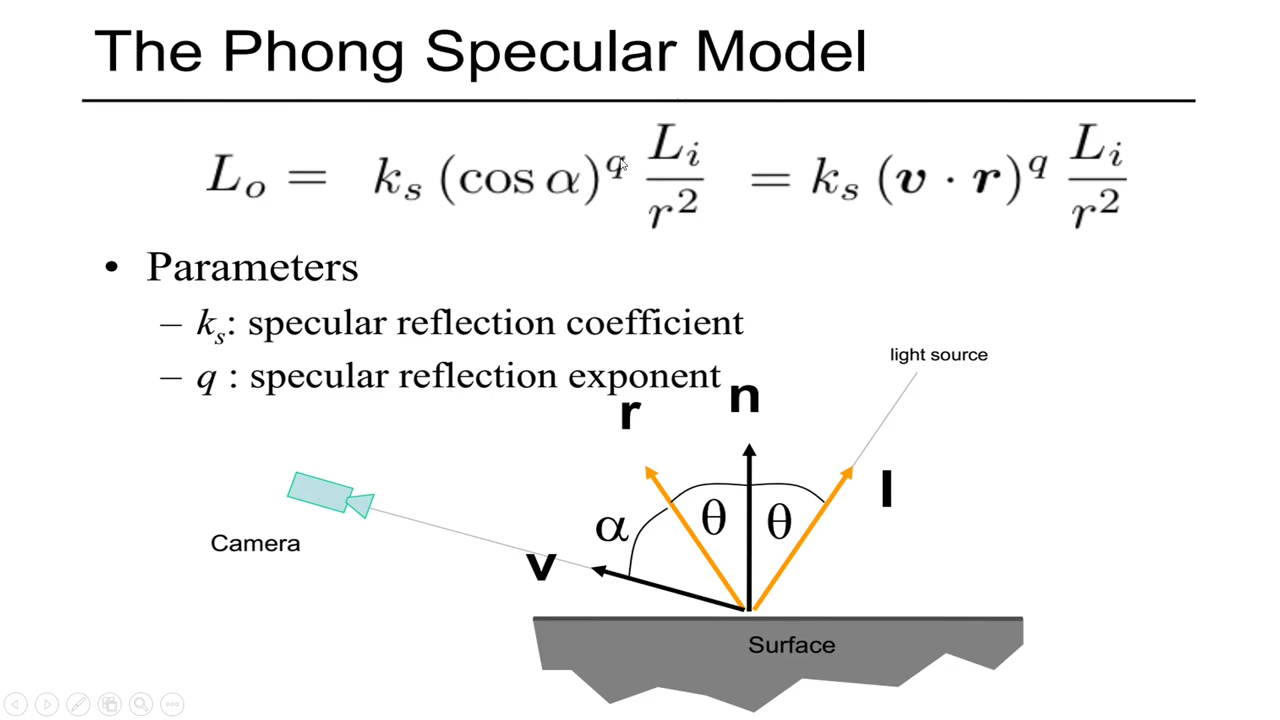 The Phong Specular Model
L_o = k_s (cos α)^q L_i / r^2 = k_s (v · r)^q L_i / r^2
• Parameters
– k_s: specular reflection coefficient
– q : specular reflection exponent
light source
n
r
l
θ θ
α
Camera
v
Surface